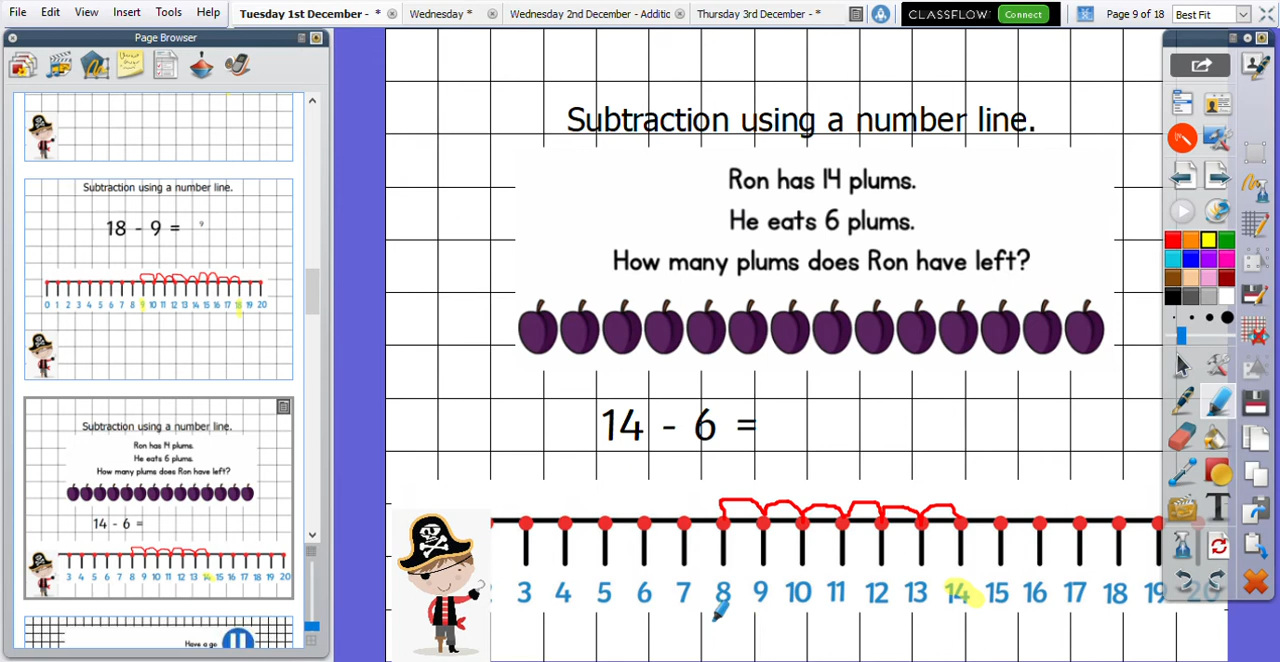 File Edit View Insert Tools Help
Tuesday 1st December - * Wednesday * Wednesday 2nd December - Additic Thursday 3rd December - * CLASSFLOW Connect Page 9 of 18 Best Fit
Page Browser
Subtraction using a number line.
18 - 9 = 9
0 1 2 3 4 5 6 7 8 9 10 11 12 13 14 15 16 17 18 19 20
Subtraction using a number line.
Ron has 14 plums.
He eats 6 plums.
How many plums does Ron have left?
14 - 6 =
3 4 5 6 7 8 9 10 11 12 13 14 15 16 17 18 19 20
Have a go
Subtraction using a number line.
Ron has 14 plums.
He eats 6 plums.
How many plums does Ron have left?
14 - 6 =
3 4 5 6 7 8 9 10 11 12 13 14 15 16 17 18 19 20
T